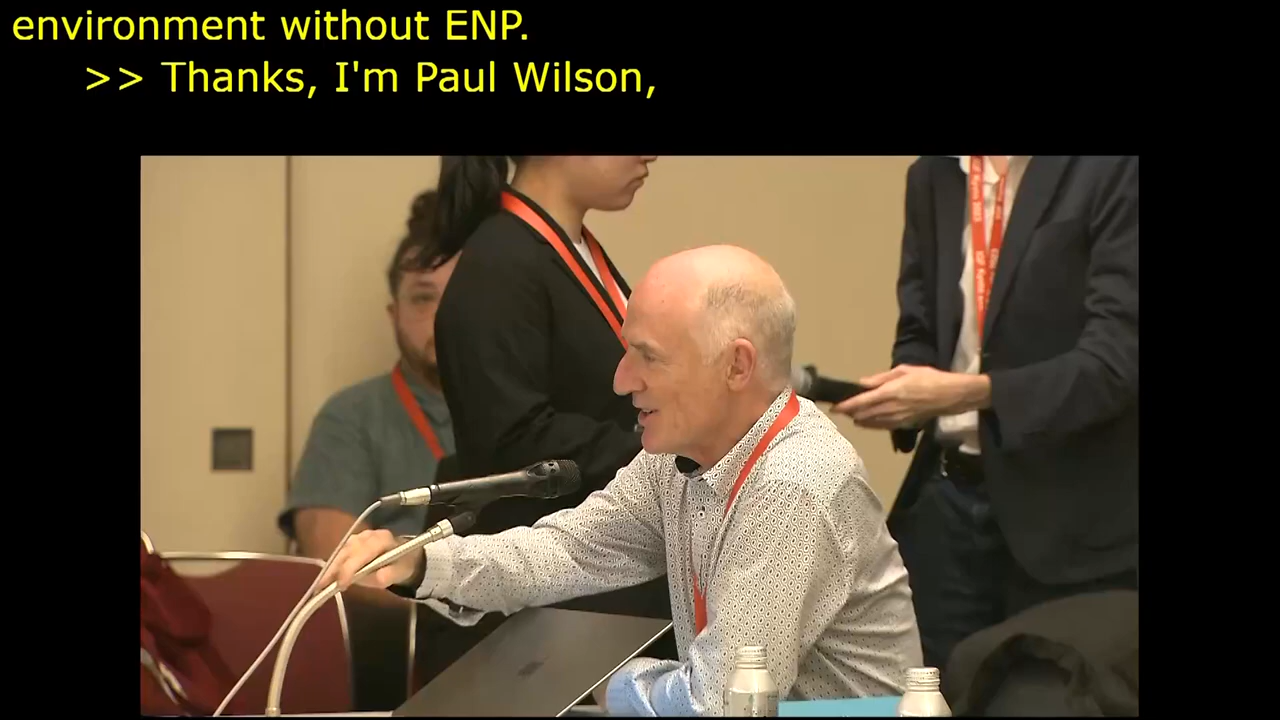 environment without ENP.
>> Thanks, I'm Paul Wilson,